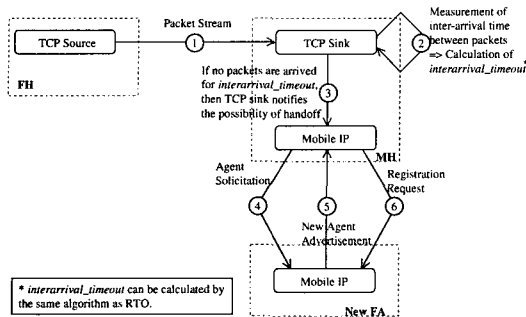 Packet Stream
TCP Source
1
TCP Sink
2
Measurement of
inter-arrival time
between packets
=> Calculation of
interarrival_timeout*
FH
If no packets are arrived
for interarrival_timeout,
then TCP sink notifies
the possibility of handoff
3
Mobile IP
MH
Agent
Solicitation
Registration
Request
4
5
6
New Agent
Advertisement
Mobile IP
New FA
* interarrival_timeout can be calculated by
the same algorithm as RTO.